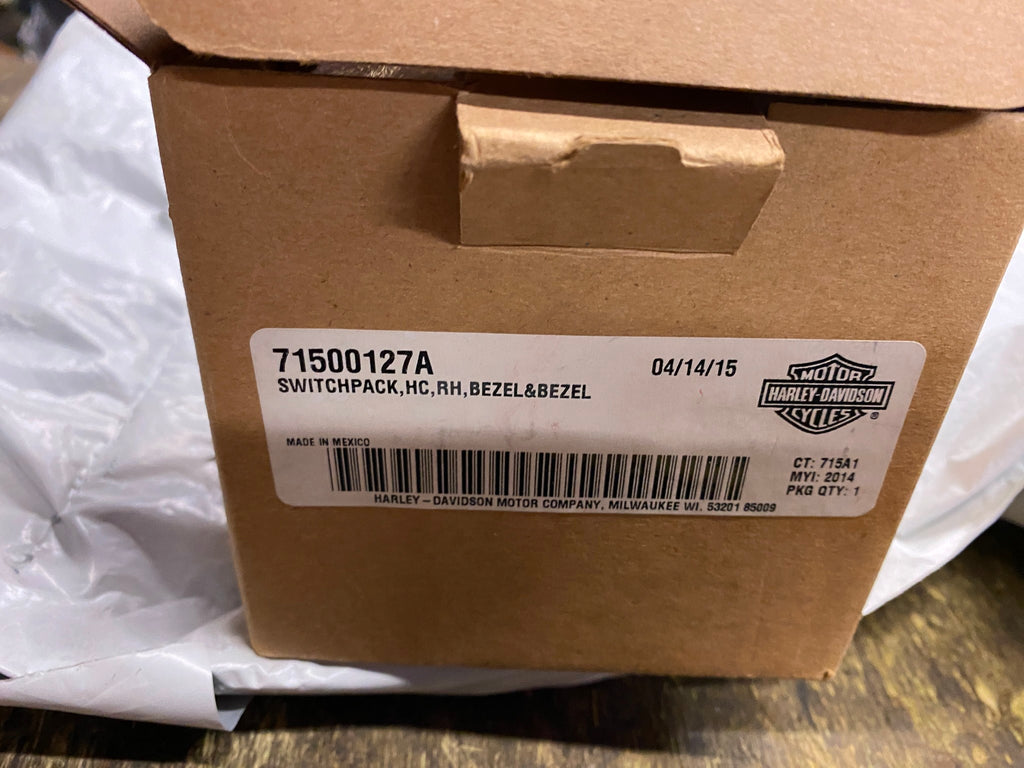 71500127A
04/14/15
SWITCHPACK,HC,RH,BEZEL&BEZEL
MOTOR
HARLEY-DAVIDSON
CYCLES
®
MADE IN MEXICO
CT: 715A1
MYI: 2014
PKG QTY: 1
HARLEY-DAVIDSON MOTOR COMPANY, MILWAUKEE WI. 53201 85009